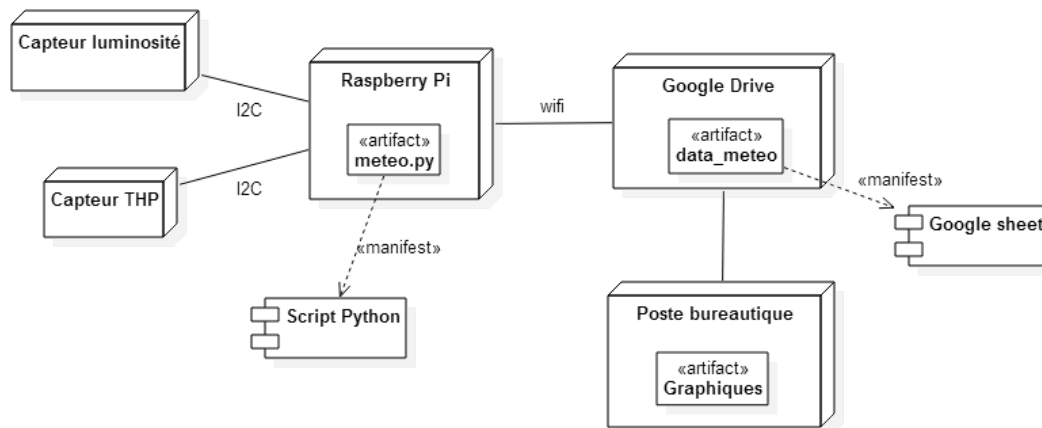 Capteur luminosité
I2C
Capteur THP
I2C
Raspberry Pi
«artifact»
meteo.py
«manifest»
Script Python
wifi
Google Drive
«artifact»
data_meteo
«manifest»
Google sheet
Poste bureautique
«artifact»
Graphiques